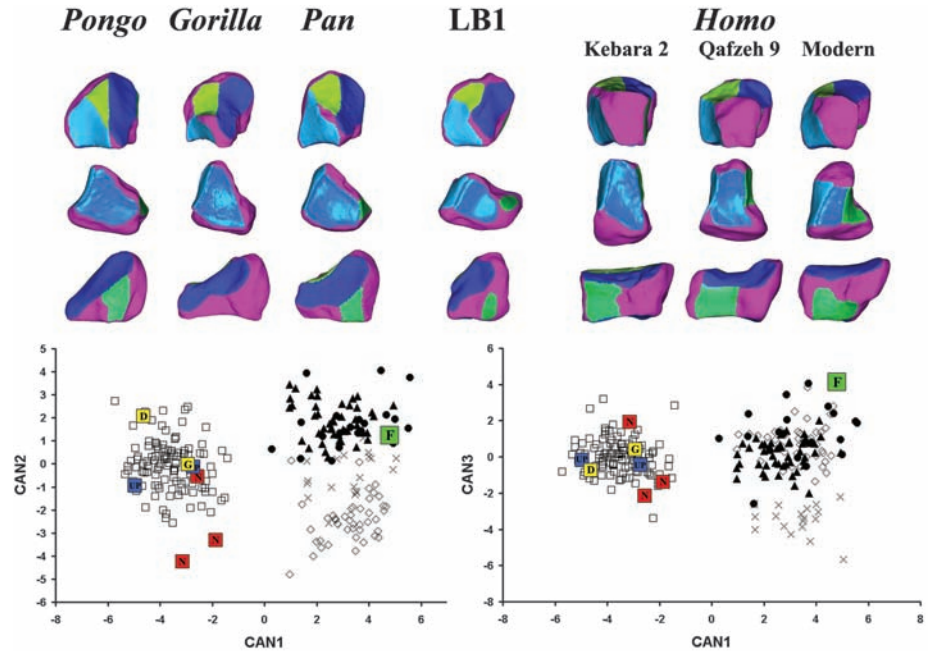 Pongo Gorilla Pan LB1 Homo
Kebara 2 Qafzeh 9 Modern
5
4
3
2
1
0
-1
-2
-3
-4
-5
-6
CAN2
D
G
UP
N
UP
N
N
F
-8 -6 -4 -2 0 2 4 6
CAN1
6
4
2
0
-2
-4
-6
-8
CAN3
F
N
G
UP
UP
D
N
N
-8 -6 -4 -2 0 2 4 6 8
CAN1